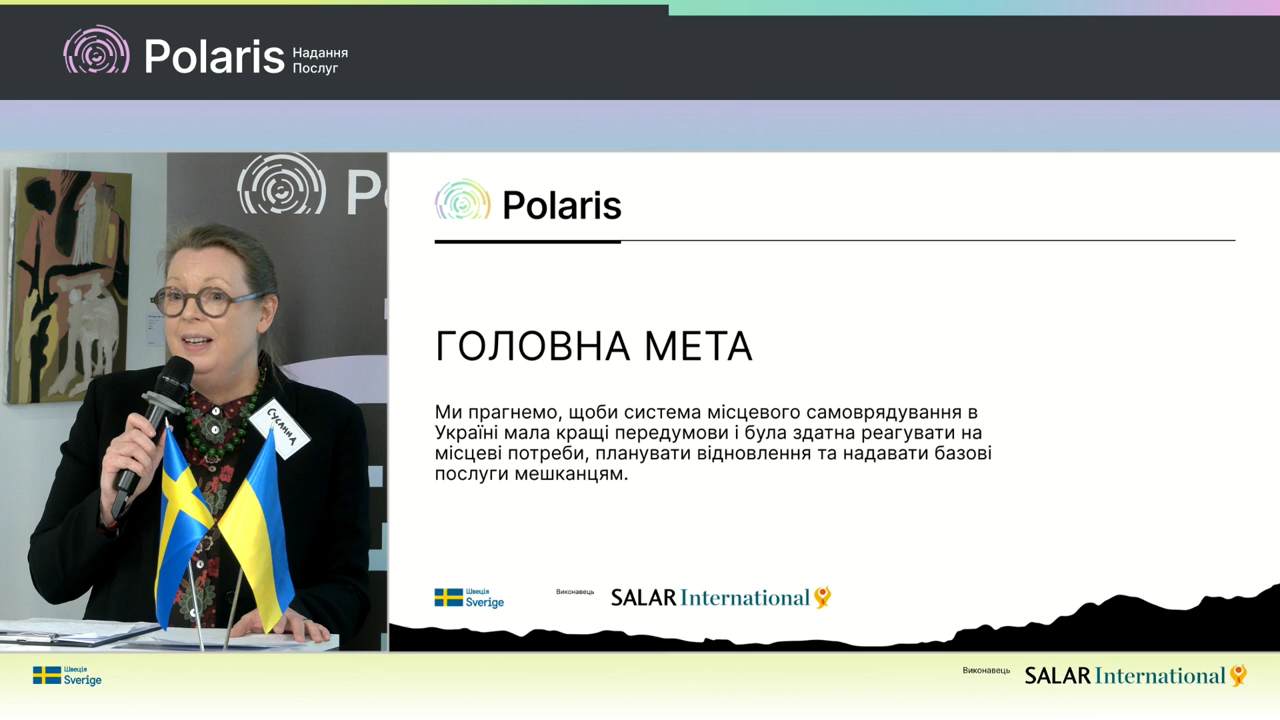 Polaris Надання
Послуг
P
СУСАННА
Polaris
ГОЛОВНА МЕТА
Ми прагнемо, щоби система місцевого самоврядування в
Україні мала кращі передумови і була здатна реагувати на
місцеві потреби, планувати відновлення та надавати базові
послуги мешканцям.
Швеція
Sverige
Виконавець SALAR International
Швеція
Sverige
Виконавець SALAR International